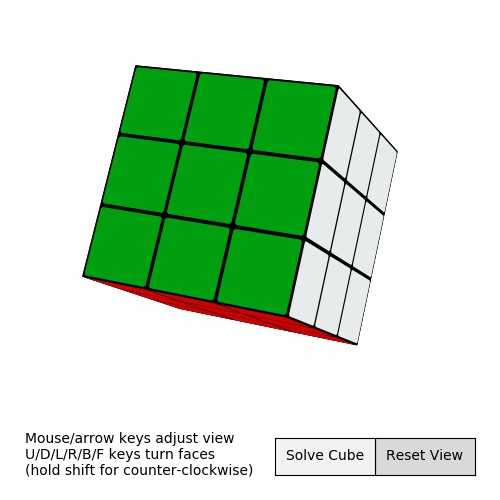 Mouse/arrow keys adjust view
U/D/L/R/B/F keys turn faces
(hold shift for counter-clockwise)
Solve Cube
Reset View